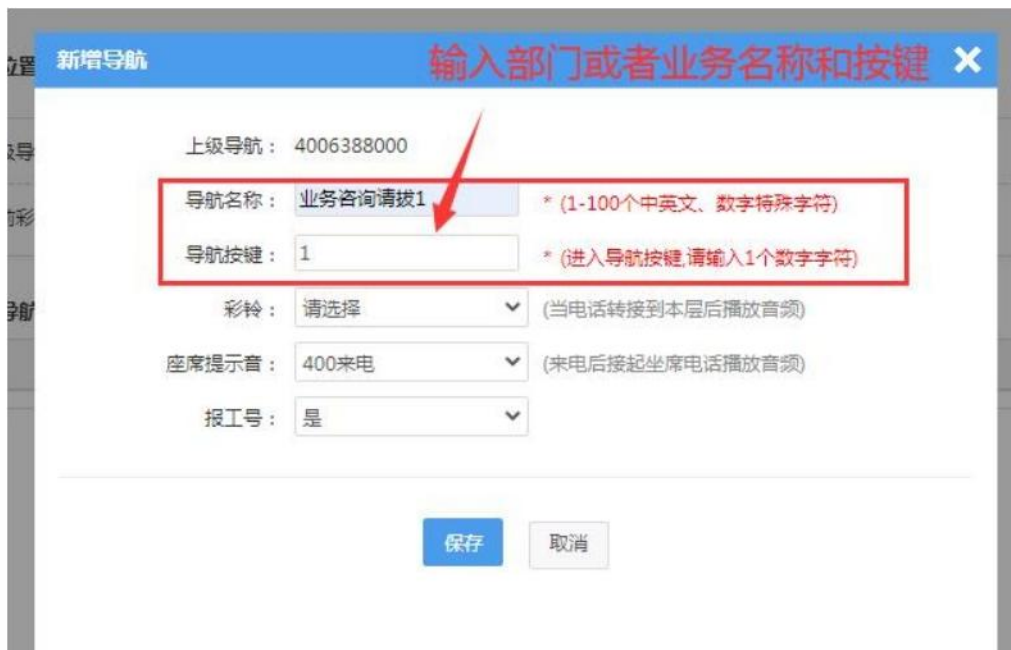 新增导航
输入部门或者业务名称和按键
上级导航： 4006388000
导航名称： 业务咨询请拔1 * (1-100个中英文、数字特殊字符)
导航按键： 1 * (进入导航按键,请输入1个数字字符)
彩铃： 请选择 (当电话转接到本层后播放音频)
座席提示音： 400来电 (来电后接起坐席电话播放音频)
报工号： 是
保存 取消